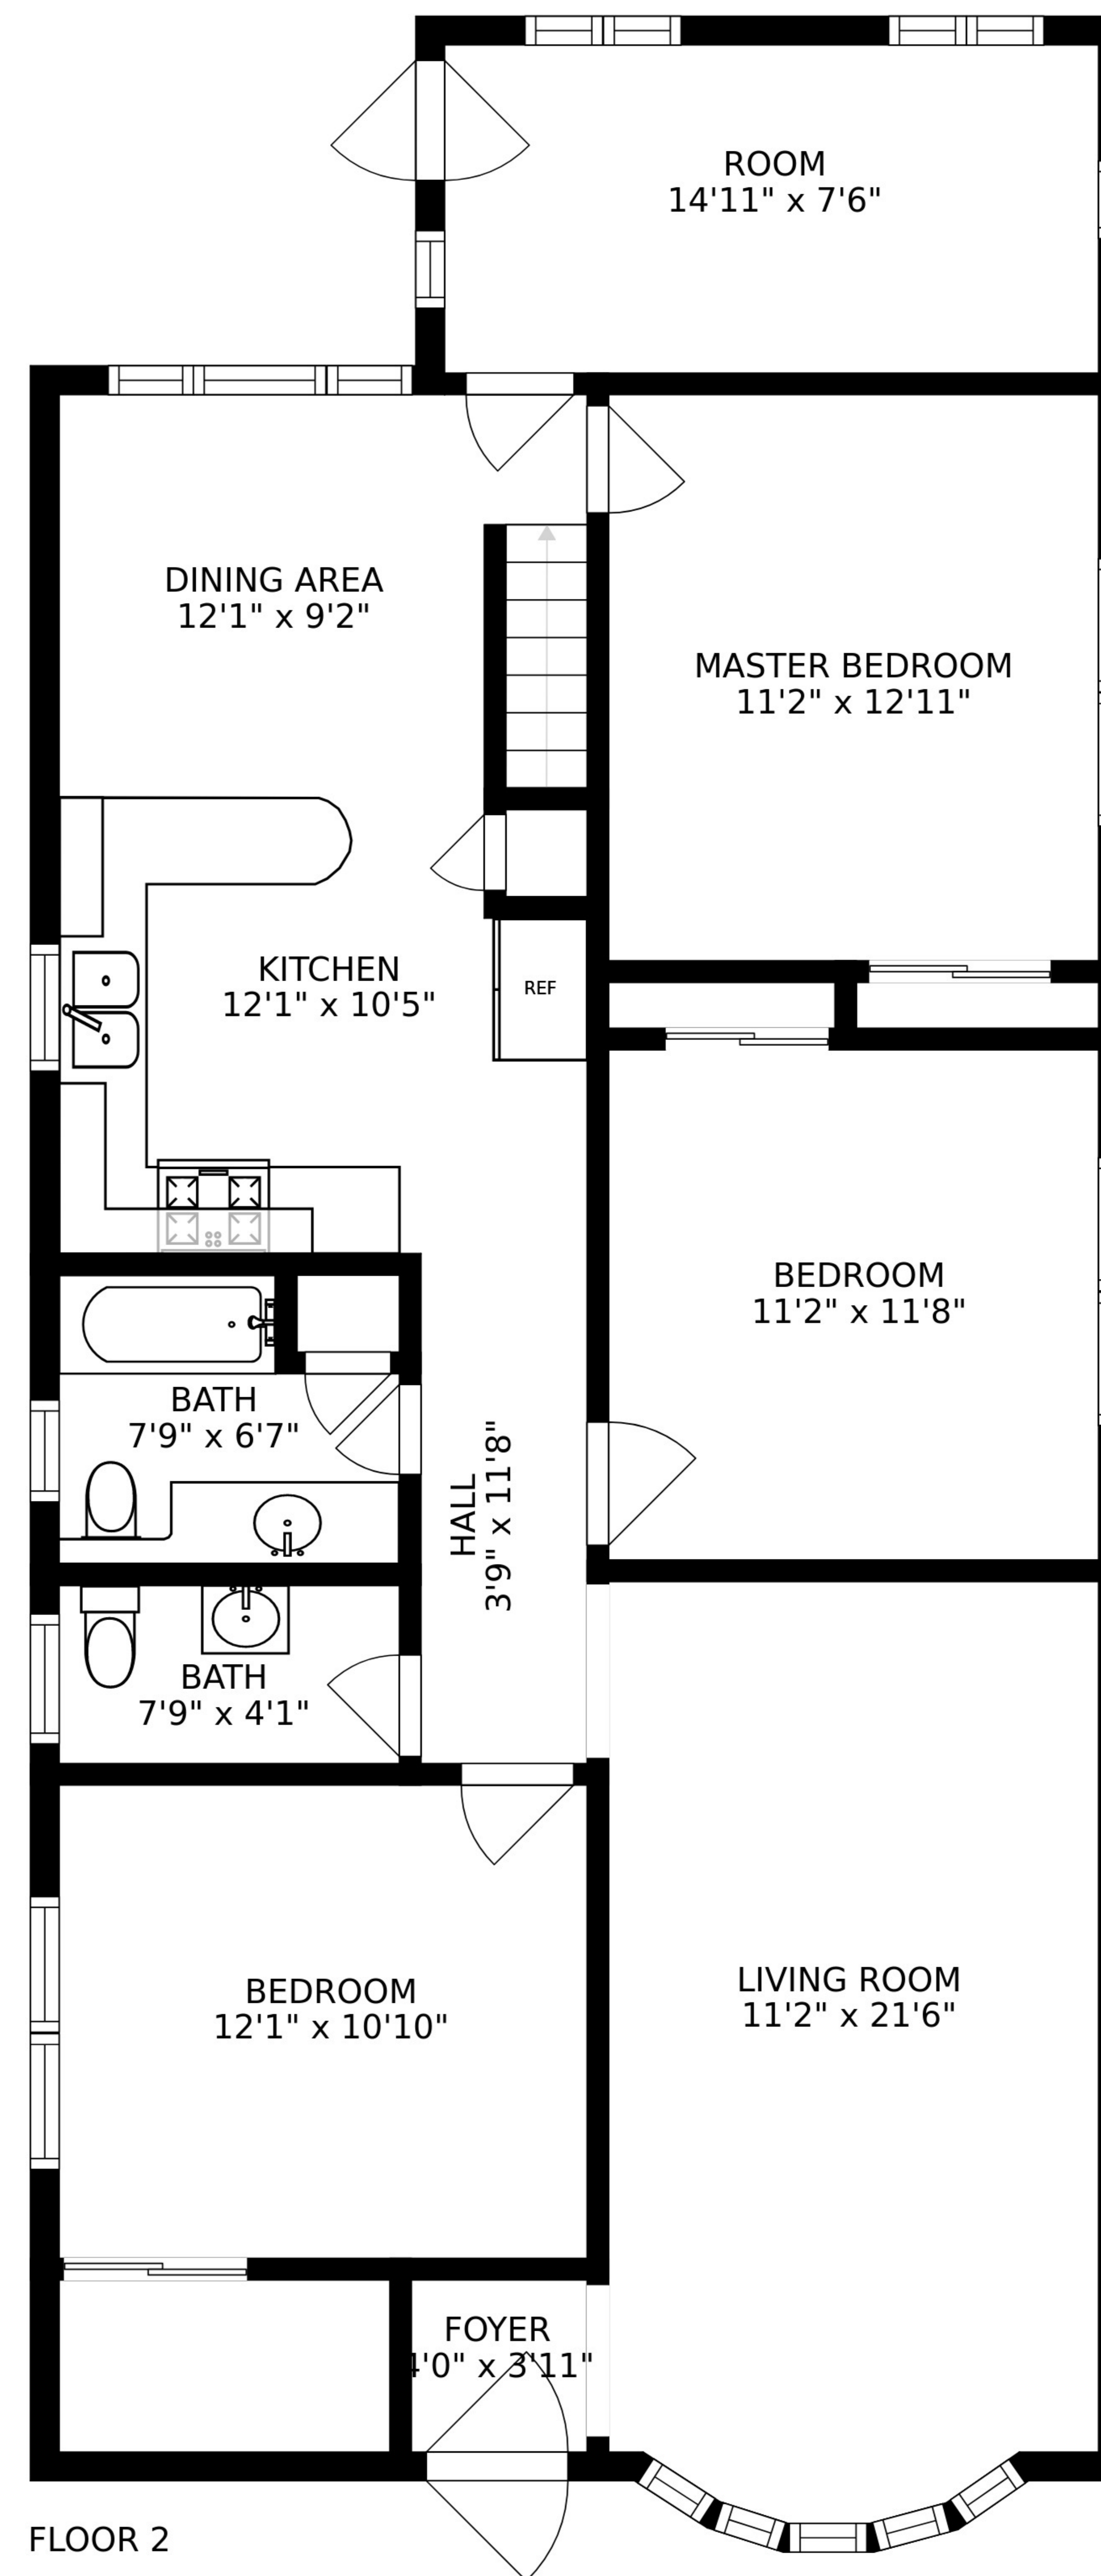 ROOM
14'11" x 7'6"
DINING AREA
12'1" x 9'2"
MASTER BEDROOM
11'2" x 12'11"
KITCHEN
12'1" x 10'5"
REF
BEDROOM
11'2" x 11'8"
BATH
7'9" x 6'7"
HALL
3'9" x 11'8"
BATH
7'9" x 4'1"
BEDROOM
12'1" x 10'10"
LIVING ROOM
11'2" x 21'6"
FOYER
4'0" x 3'11"
FLOOR 2